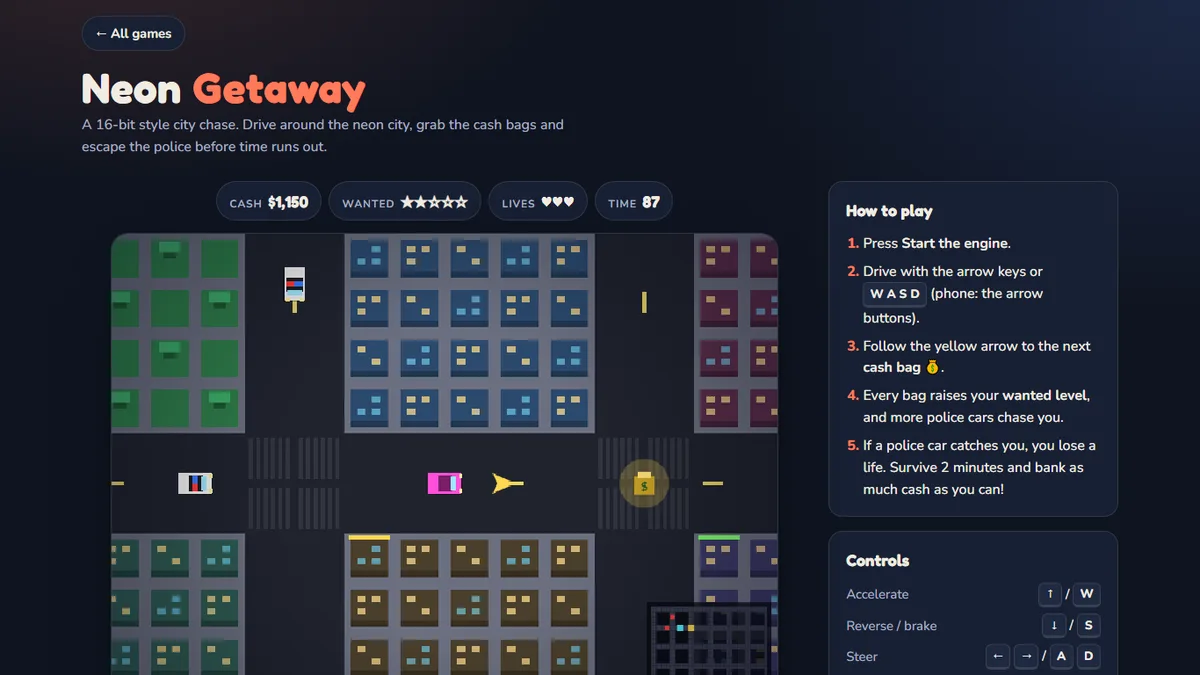 ← All games
Neon Getaway
A 16-bit style city chase. Drive around the neon city, grab the cash bags and
escape the police before time runs out.
CASH $1,150
WANTED ★★☆☆☆
LIVES ♥♥♥
TIME 87
$
How to play
1. Press Start the engine.
2. Drive with the arrow keys or
W A S D (phone: the arrow
buttons).
3. Follow the yellow arrow to the next
cash bag 💰.
4. Every bag raises your wanted level,
and more police cars chase you.
5. If a police car catches you, you lose a
life. Survive 2 minutes and bank as
much cash as you can!
Controls
Accelerate ↑ / W
Reverse / brake ↓ / S
Steer ← → / A D